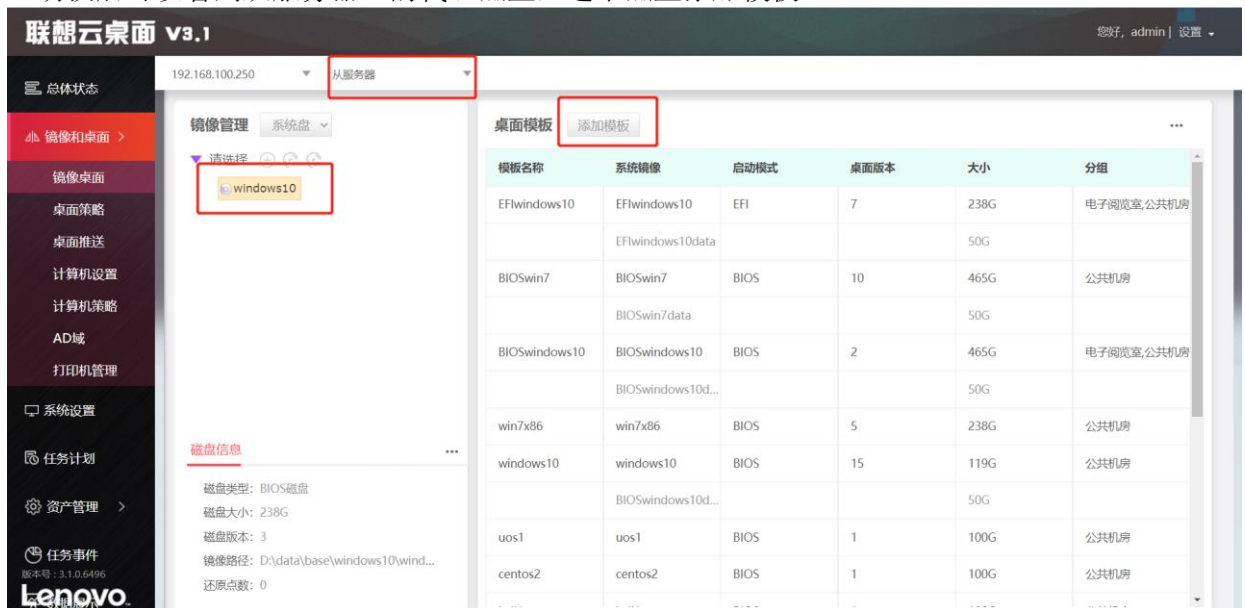 联想云桌面 V3.1
您好, admin | 设置
192.168.100.250
从服务器
总体状态
镜像和桌面
镜像桌面
桌面策略
桌面推送
计算机设置
计算机策略
AD域
打印机管理
系统设置
任务计划
资产管理
任务事件
版本号:3.1.0.6496
Lenovo
镜像管理 系统盘
请选择
windows10
磁盘信息 ...
磁盘类型: BIOS磁盘
磁盘大小: 238G
磁盘版本: 3
镜像路径: D:\data\base\windows10\wind...
还原点数: 0
桌面模板 添加模板 ...
模板名称 系统镜像 启动模式 桌面版本 大小 分组
EFIwindows10 EFIwindows10 EFI 7 238G 电子阅览室,公共机房
EFIwindows10data 50G
BIOSwin7 BIOSwin7 BIOS 10 465G 公共机房
BIOSwin7data 50G
BIOSwindows10 BIOSwindows10 BIOS 2 465G 电子阅览室,公共机房
BIOSwindows10d... 50G
win7x86 win7x86 BIOS 5 238G 公共机房
windows10 windows10 BIOS 15 119G 公共机房
BIOSwindows10d... 50G
uos1 uos1 BIOS 1 100G 公共机房
centos2 centos2 BIOS 1 100G 公共机房